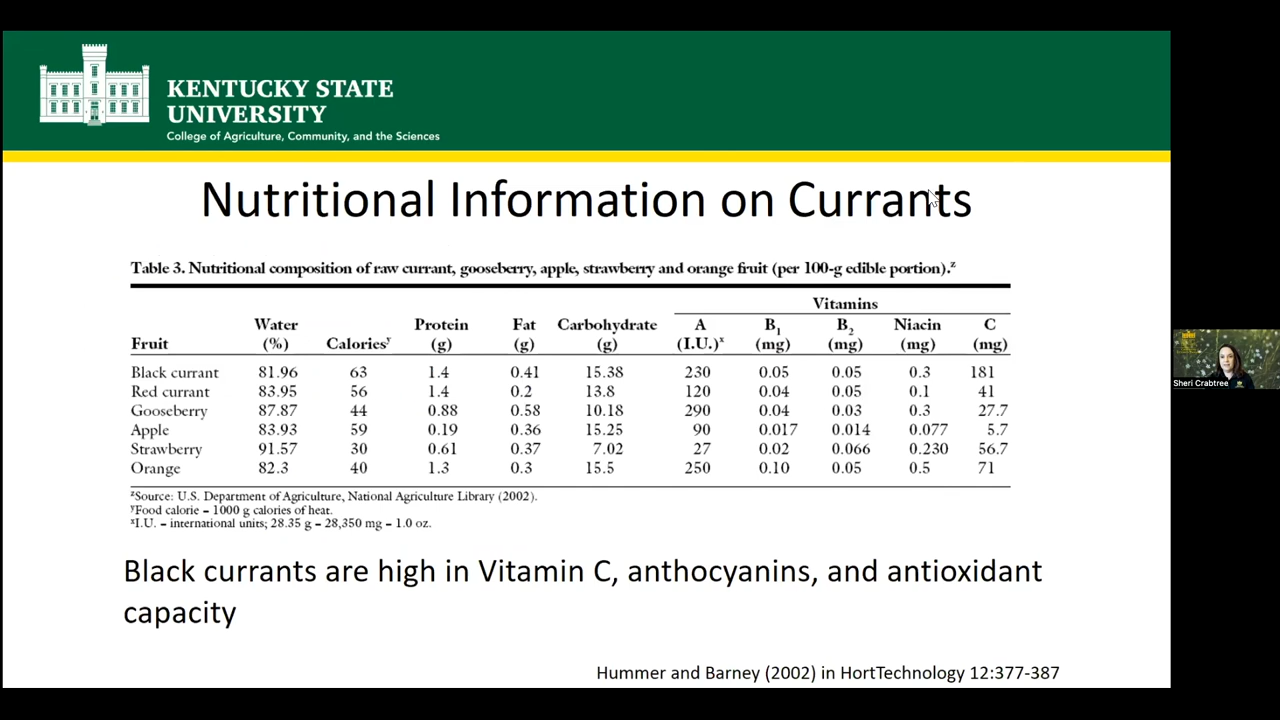 KENTUCKY STATE
UNIVERSITY
College of Agriculture, Community, and the Sciences
Nutritional Information on Currants
Table 3. Nutritional composition of raw currant, gooseberry, apple, strawberry and orange fruit (per 100-g edible portion).z
Vitamins
Water Protein Fat Carbohydrate A B1 B2 Niacin C
Fruit (%) Caloriesy (g) (g) (g) (I.U.)x (mg) (mg) (mg) (mg)
Black currant 81.96 63 1.4 0.41 15.38 230 0.05 0.05 0.3 181
Red currant 83.95 56 1.4 0.2 13.8 120 0.04 0.05 0.1 41
Gooseberry 87.87 44 0.88 0.58 10.18 290 0.04 0.03 0.3 27.7
Apple 83.93 59 0.19 0.36 15.25 90 0.017 0.014 0.077 5.7
Strawberry 91.57 30 0.61 0.37 7.02 27 0.02 0.066 0.230 56.7
Orange 82.3 40 1.3 0.3 15.5 250 0.10 0.05 0.5 71
zSource: U.S. Department of Agriculture, National Agriculture Library (2002).
yFood calorie = 1000 g calories of heat.
xI.U. = international units; 28.35 g = 28,350 mg = 1.0 oz.
Black currants are high in Vitamin C, anthocyanins, and antioxidant
capacity
Hummer and Barney (2002) in HortTechnology 12:377-387
Sheri Crabtree